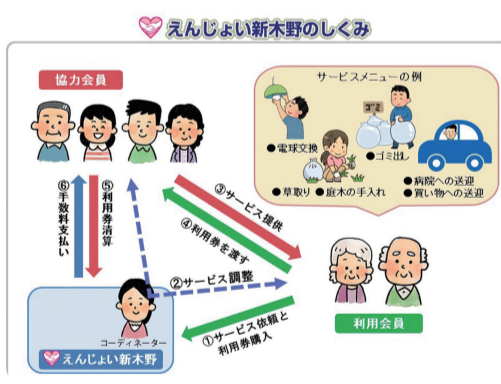 えんじょい新木野のしくみ
協力会員
サービスメニューの例
ゴミ
●電球交換
●ゴミ出し
●草取り ●庭木の手入れ
●病院への送迎
●買い物への送迎
⑥手数料支払い
⑤利用券清算
③サービス提供
④利用券を渡す
②サービス調整
①サービス依頼と
利用券購入
利用会員
コーディネーター
えんじょい新木野